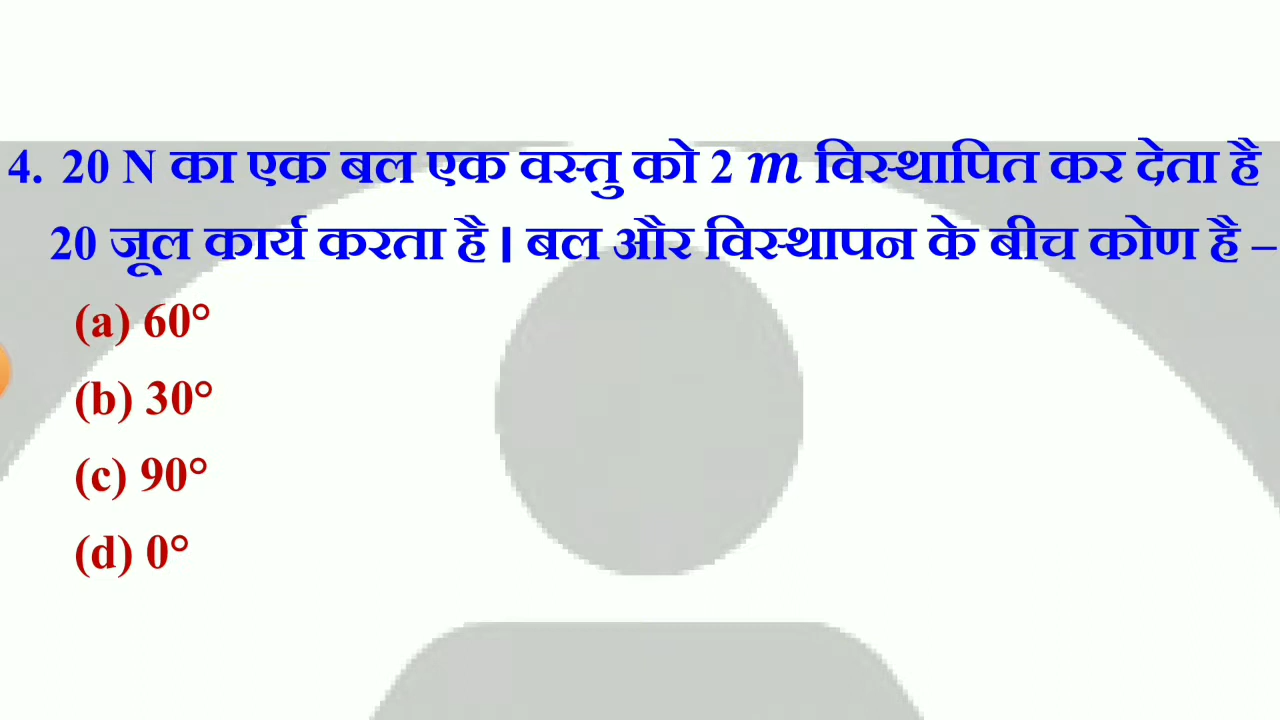 4. 20 N का एक बल एक वस्तु को 2 m विस्थापित कर देता है
20 जूल कार्य करता है। बल और विस्थापन के बीच कोण है –
(a) 60°
(b) 30°
(c) 90°
(d) 0°